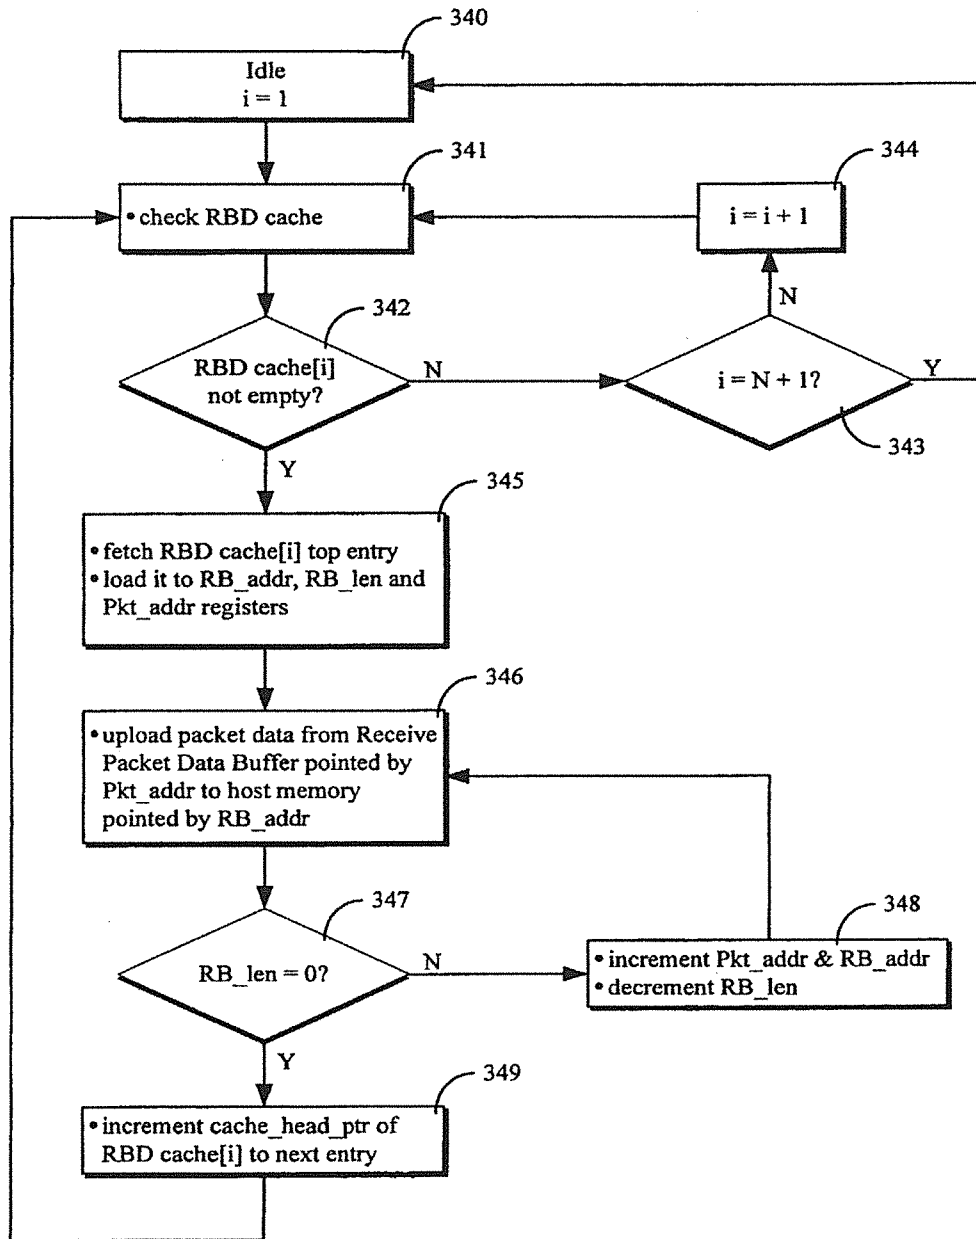 340
Idle
i = 1
341
• check RBD cache
344
i = i + 1
342
RBD cache[i]
not empty?
N
N
i = N + 1?
Y
343
Y
345
• fetch RBD cache[i] top entry
• load it to RB_addr, RB_len and
Pkt_addr registers
346
• upload packet data from Receive
Packet Data Buffer pointed by
Pkt_addr to host memory
pointed by RB_addr
347
RB_len = 0?
N
348
• increment Pkt_addr & RB_addr
• decrement RB_len
Y
349
• increment cache_head_ptr of
RBD cache[i] to next entry